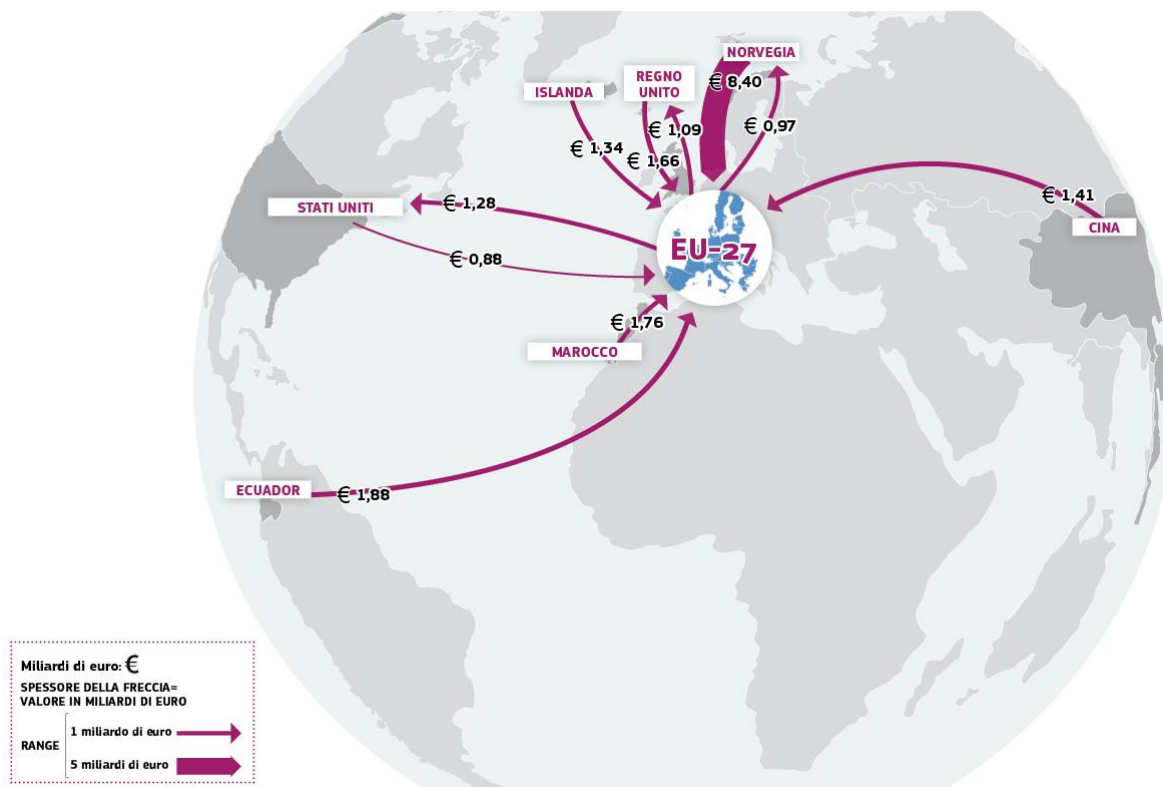 NORVEGIA
€ 8,40
€ 0,97
REGNO
UNITO
€ 1,09
€ 1,66
ISLANDA
€ 1,34
STATI UNITI
€ 1,28
€ 0,88
EU-27
€ 1,41
CINA
€ 1,76
MAROCCO
ECUADOR
€ 1,88
Miliardi di euro: €
SPESSORE DELLA FRECCIA=
VALORE IN MILIARDI DI EURO
RANGE
1 miliardo di euro
5 miliardi di euro